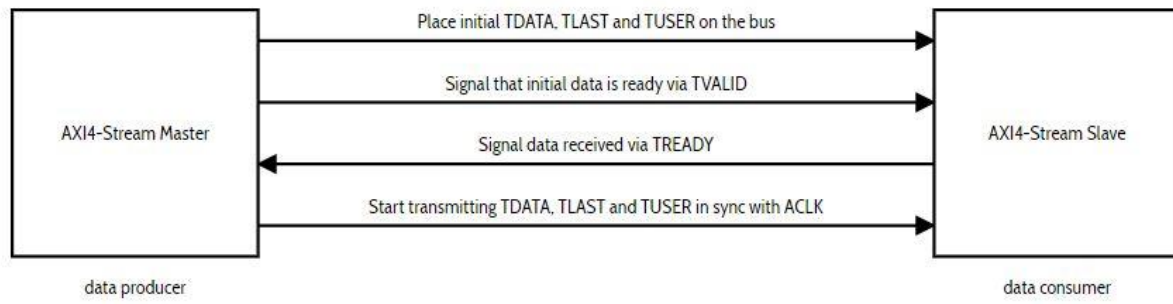 Place initial TDATA, TLAST and TUSER on the bus
Signal that initial data is ready via TVALID
AXI4-Stream Master
AXI4-Stream Slave
Signal data received via TREADY
Start transmitting TDATA, TLAST and TUSER in sync with ACLK
data producer
data consumer